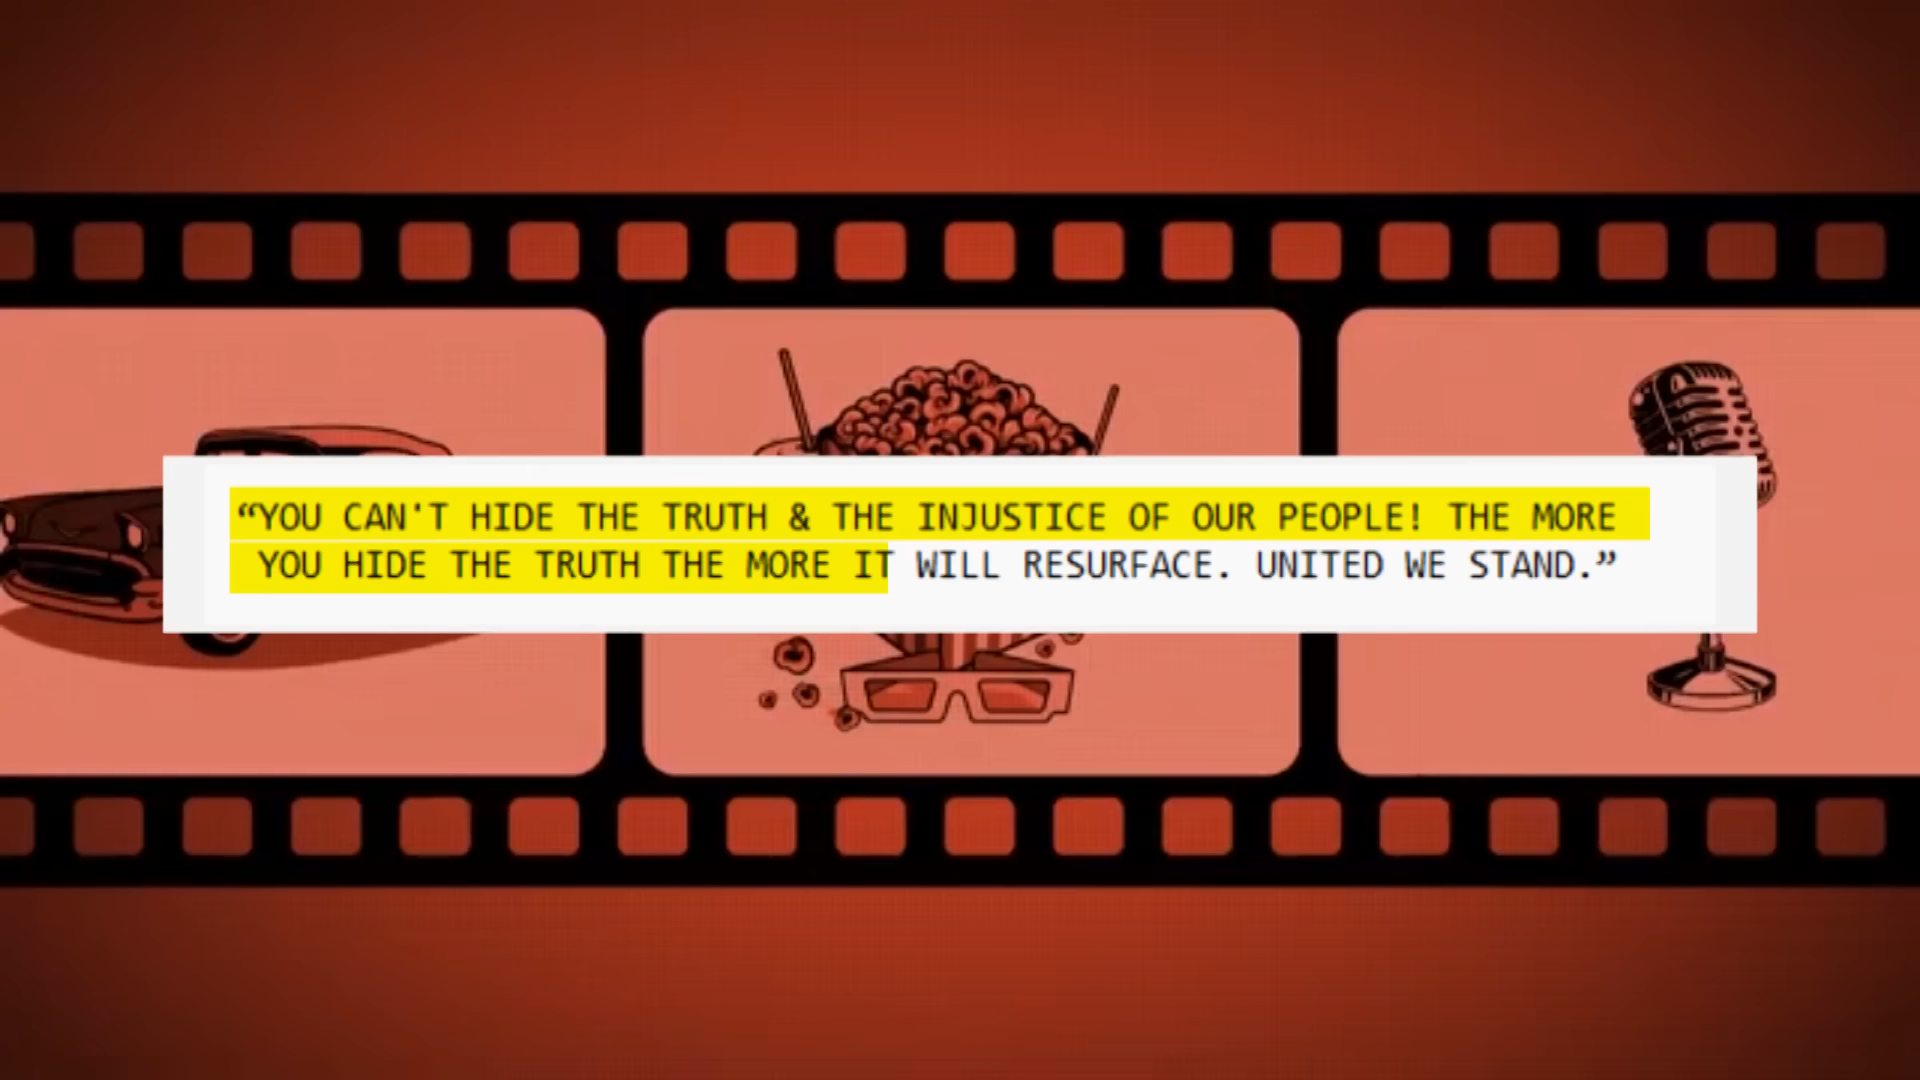 “YOU CAN'T HIDE THE TRUTH & THE INJUSTICE OF OUR PEOPLE! THE MORE
YOU HIDE THE TRUTH THE MORE IT WILL RESURFACE. UNITED WE STAND.”